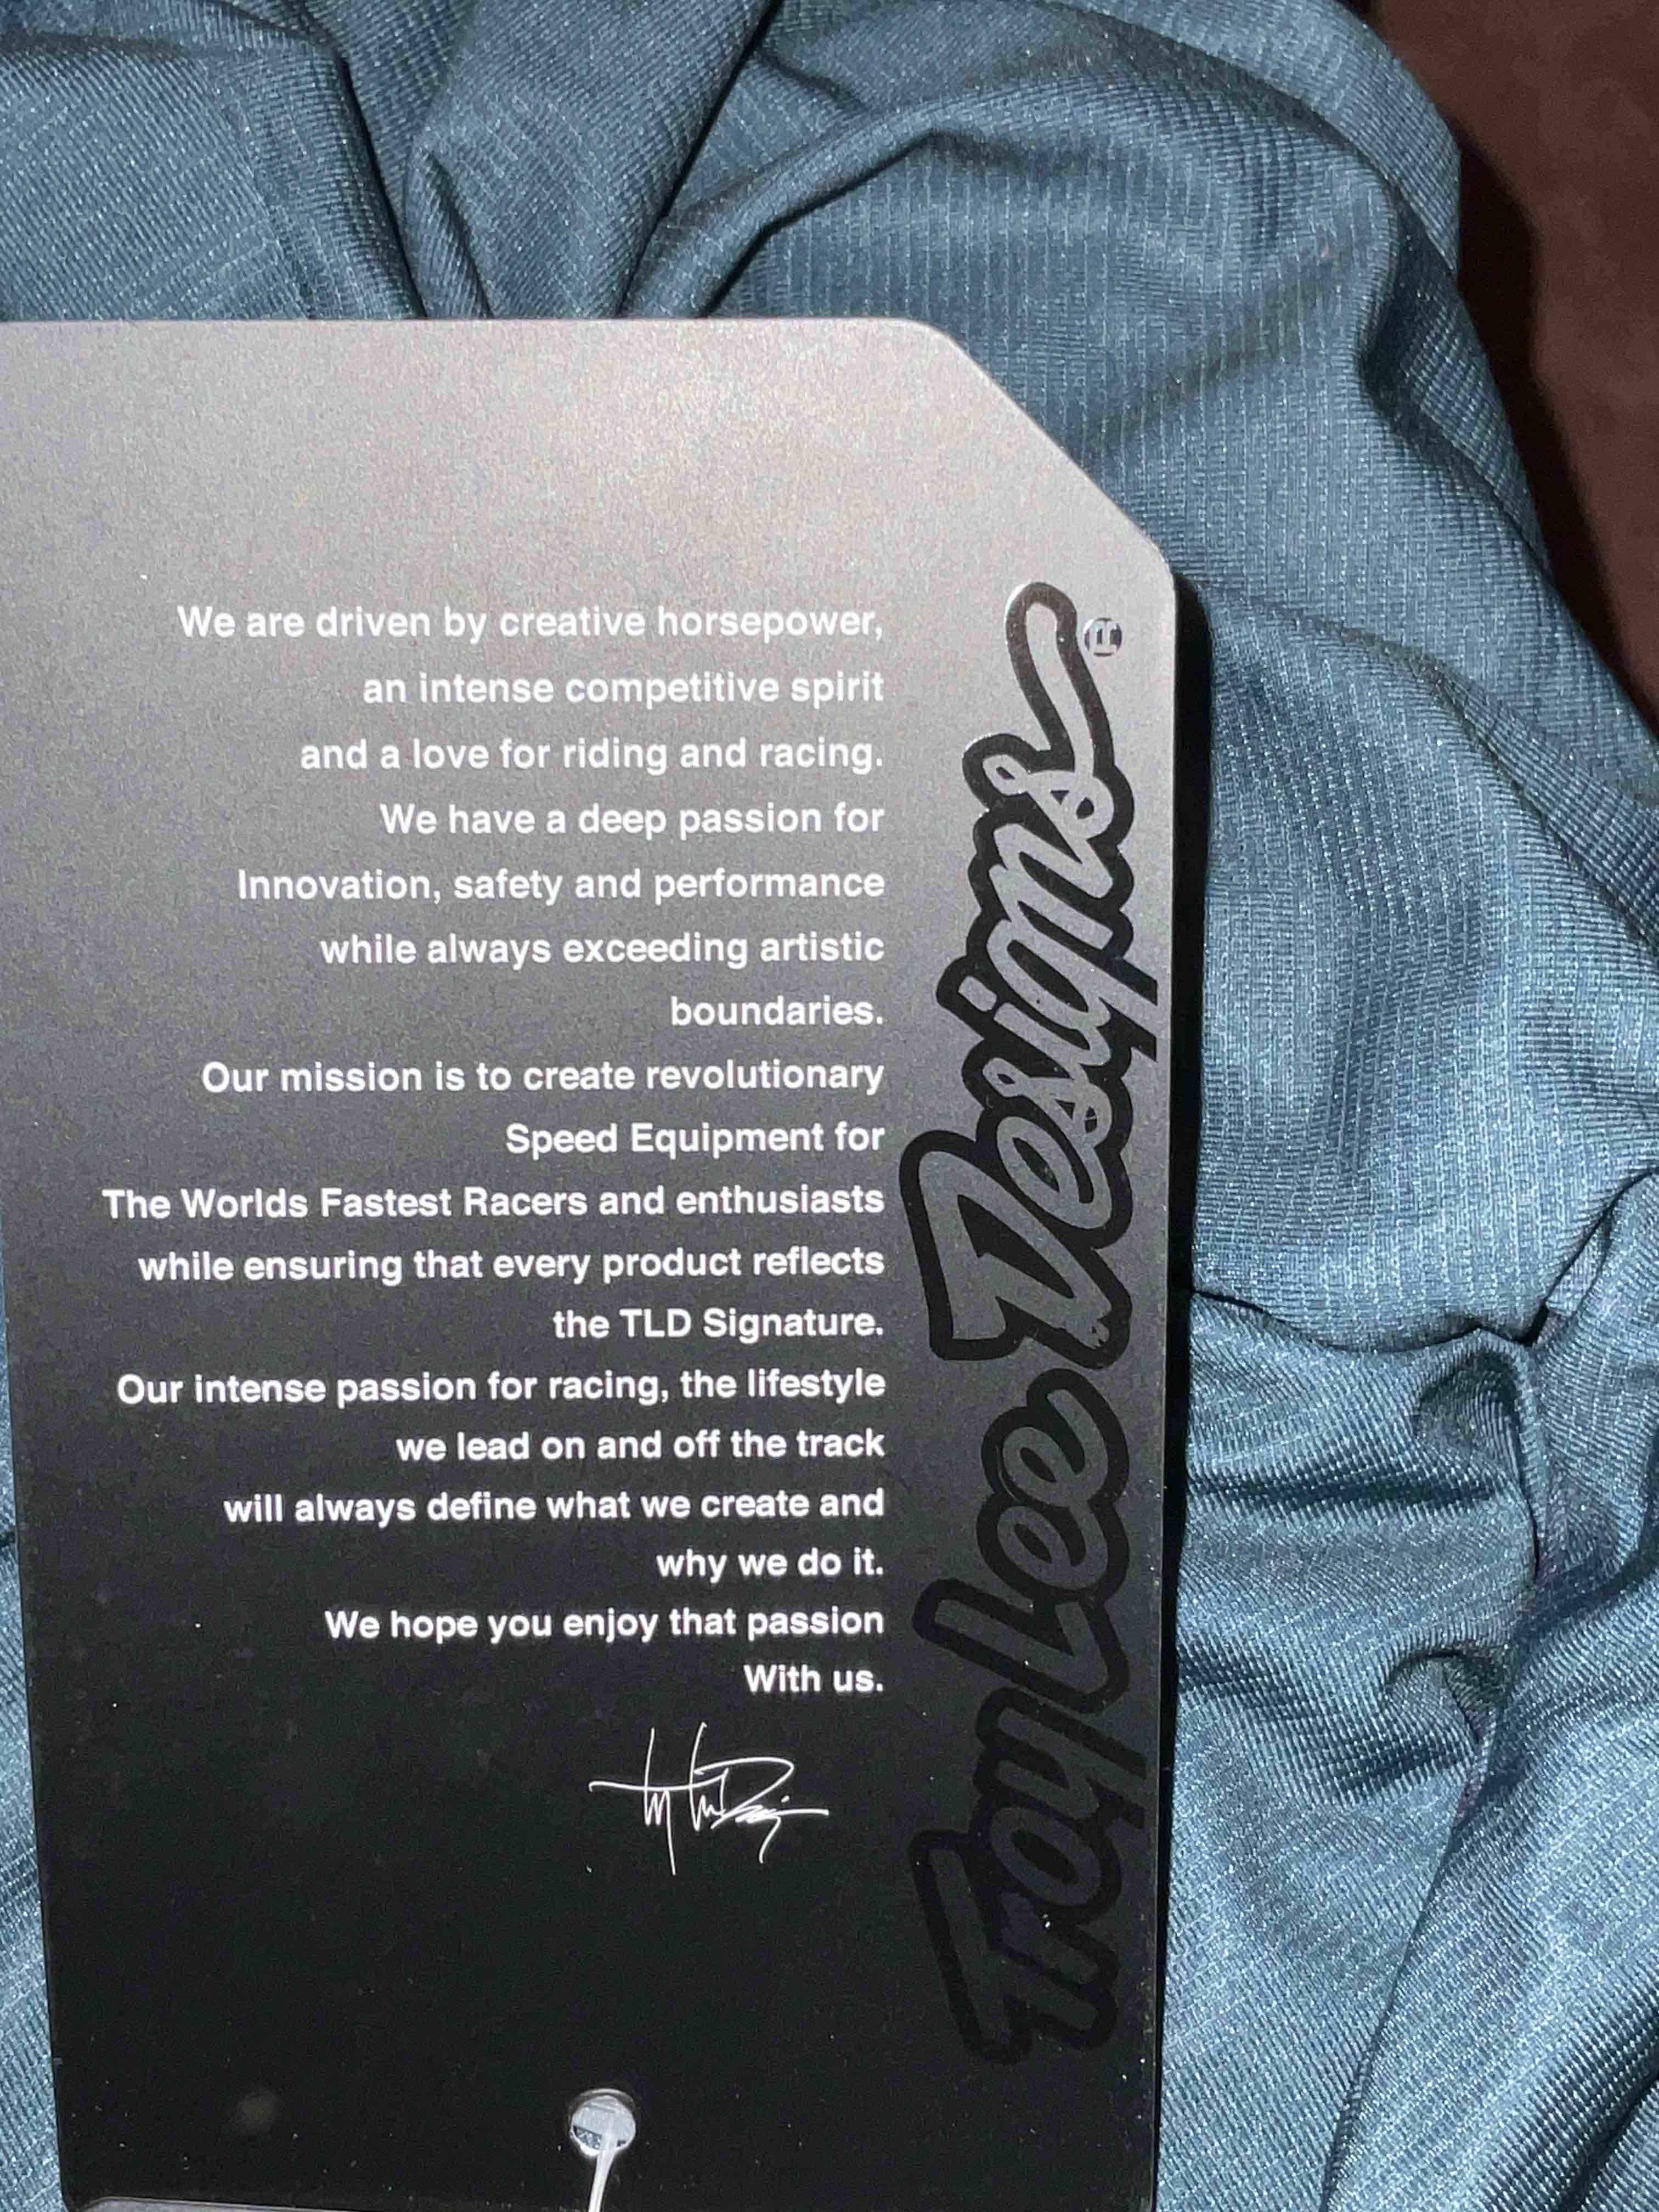 We are driven by creative horsepower,
an intense competitive spirit
and a love for riding and racing.
We have a deep passion for
Innovation, safety and performance
while always exceeding artistic
boundaries.
Our mission is to create revolutionary
Speed Equipment for
The Worlds Fastest Racers and enthusiasts
while ensuring that every product reflects
the TLD Signature.
Our intense passion for racing, the lifestyle
we lead on and off the track
will always define what we create and
why we do it.
We hope you enjoy that passion
With us.
Troy Lee Designs®